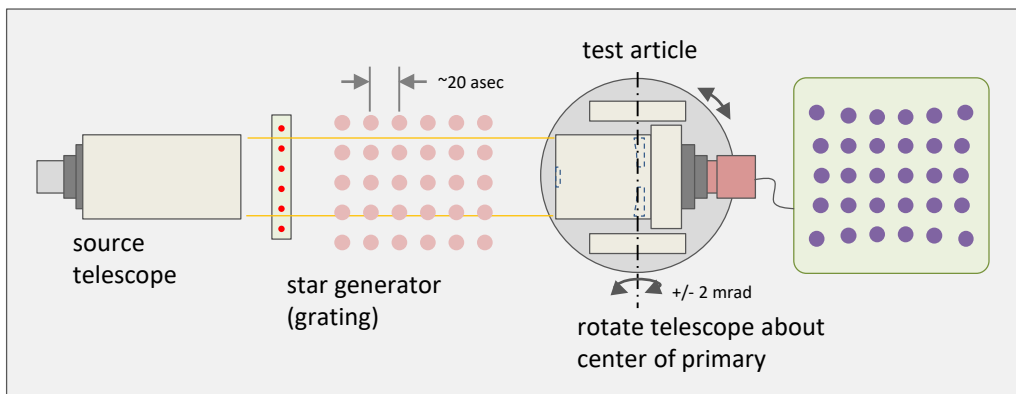 test article
~20 asec
source
telescope
star generator
(grating)
+/- 2 mrad
rotate telescope about
center of primary